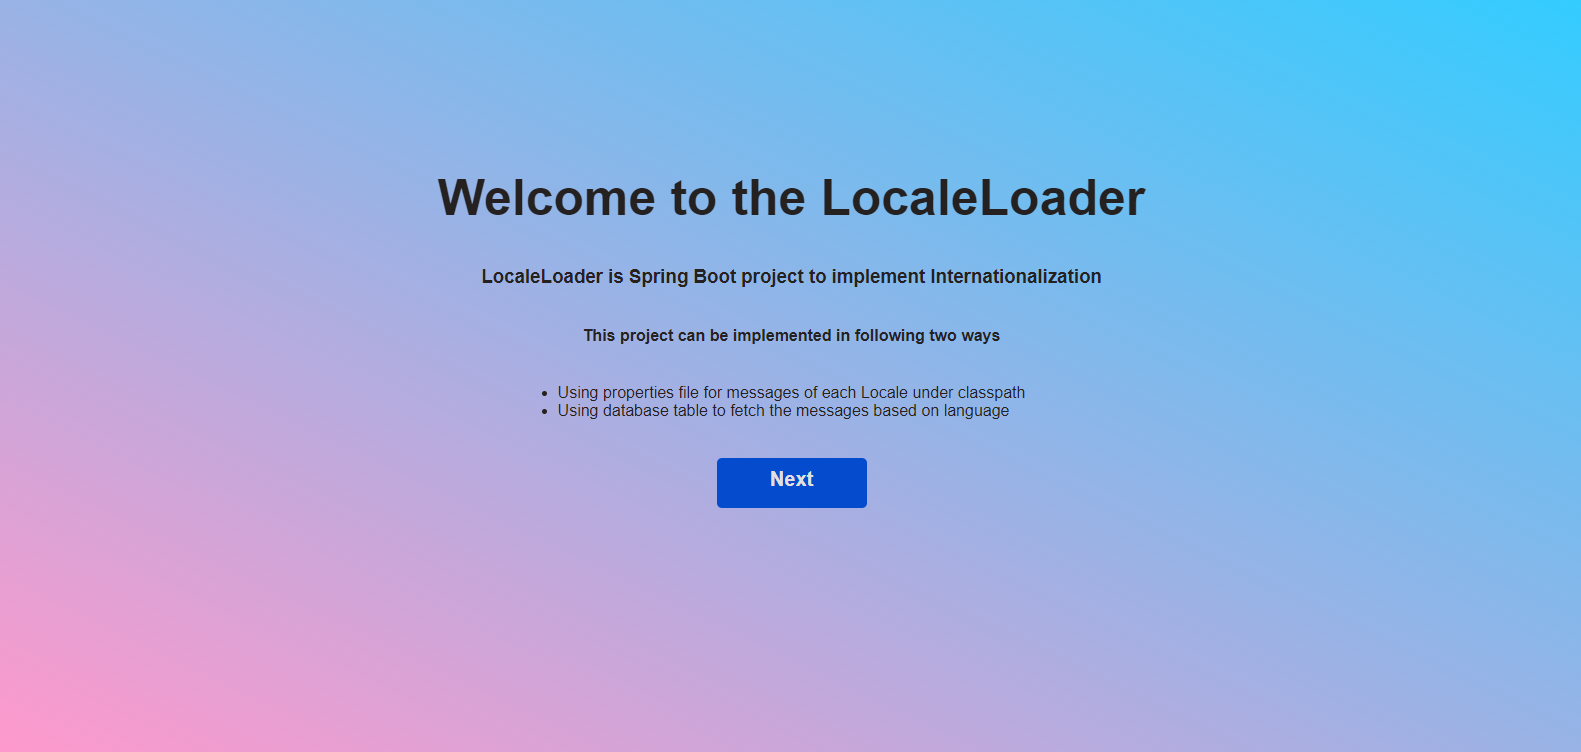 Welcome to the LocaleLoader
LocaleLoader is Spring Boot project to implement Internationalization
This project can be implemented in following two ways
• Using properties file for messages of each Locale under classpath
• Using database table to fetch the messages based on language
Next